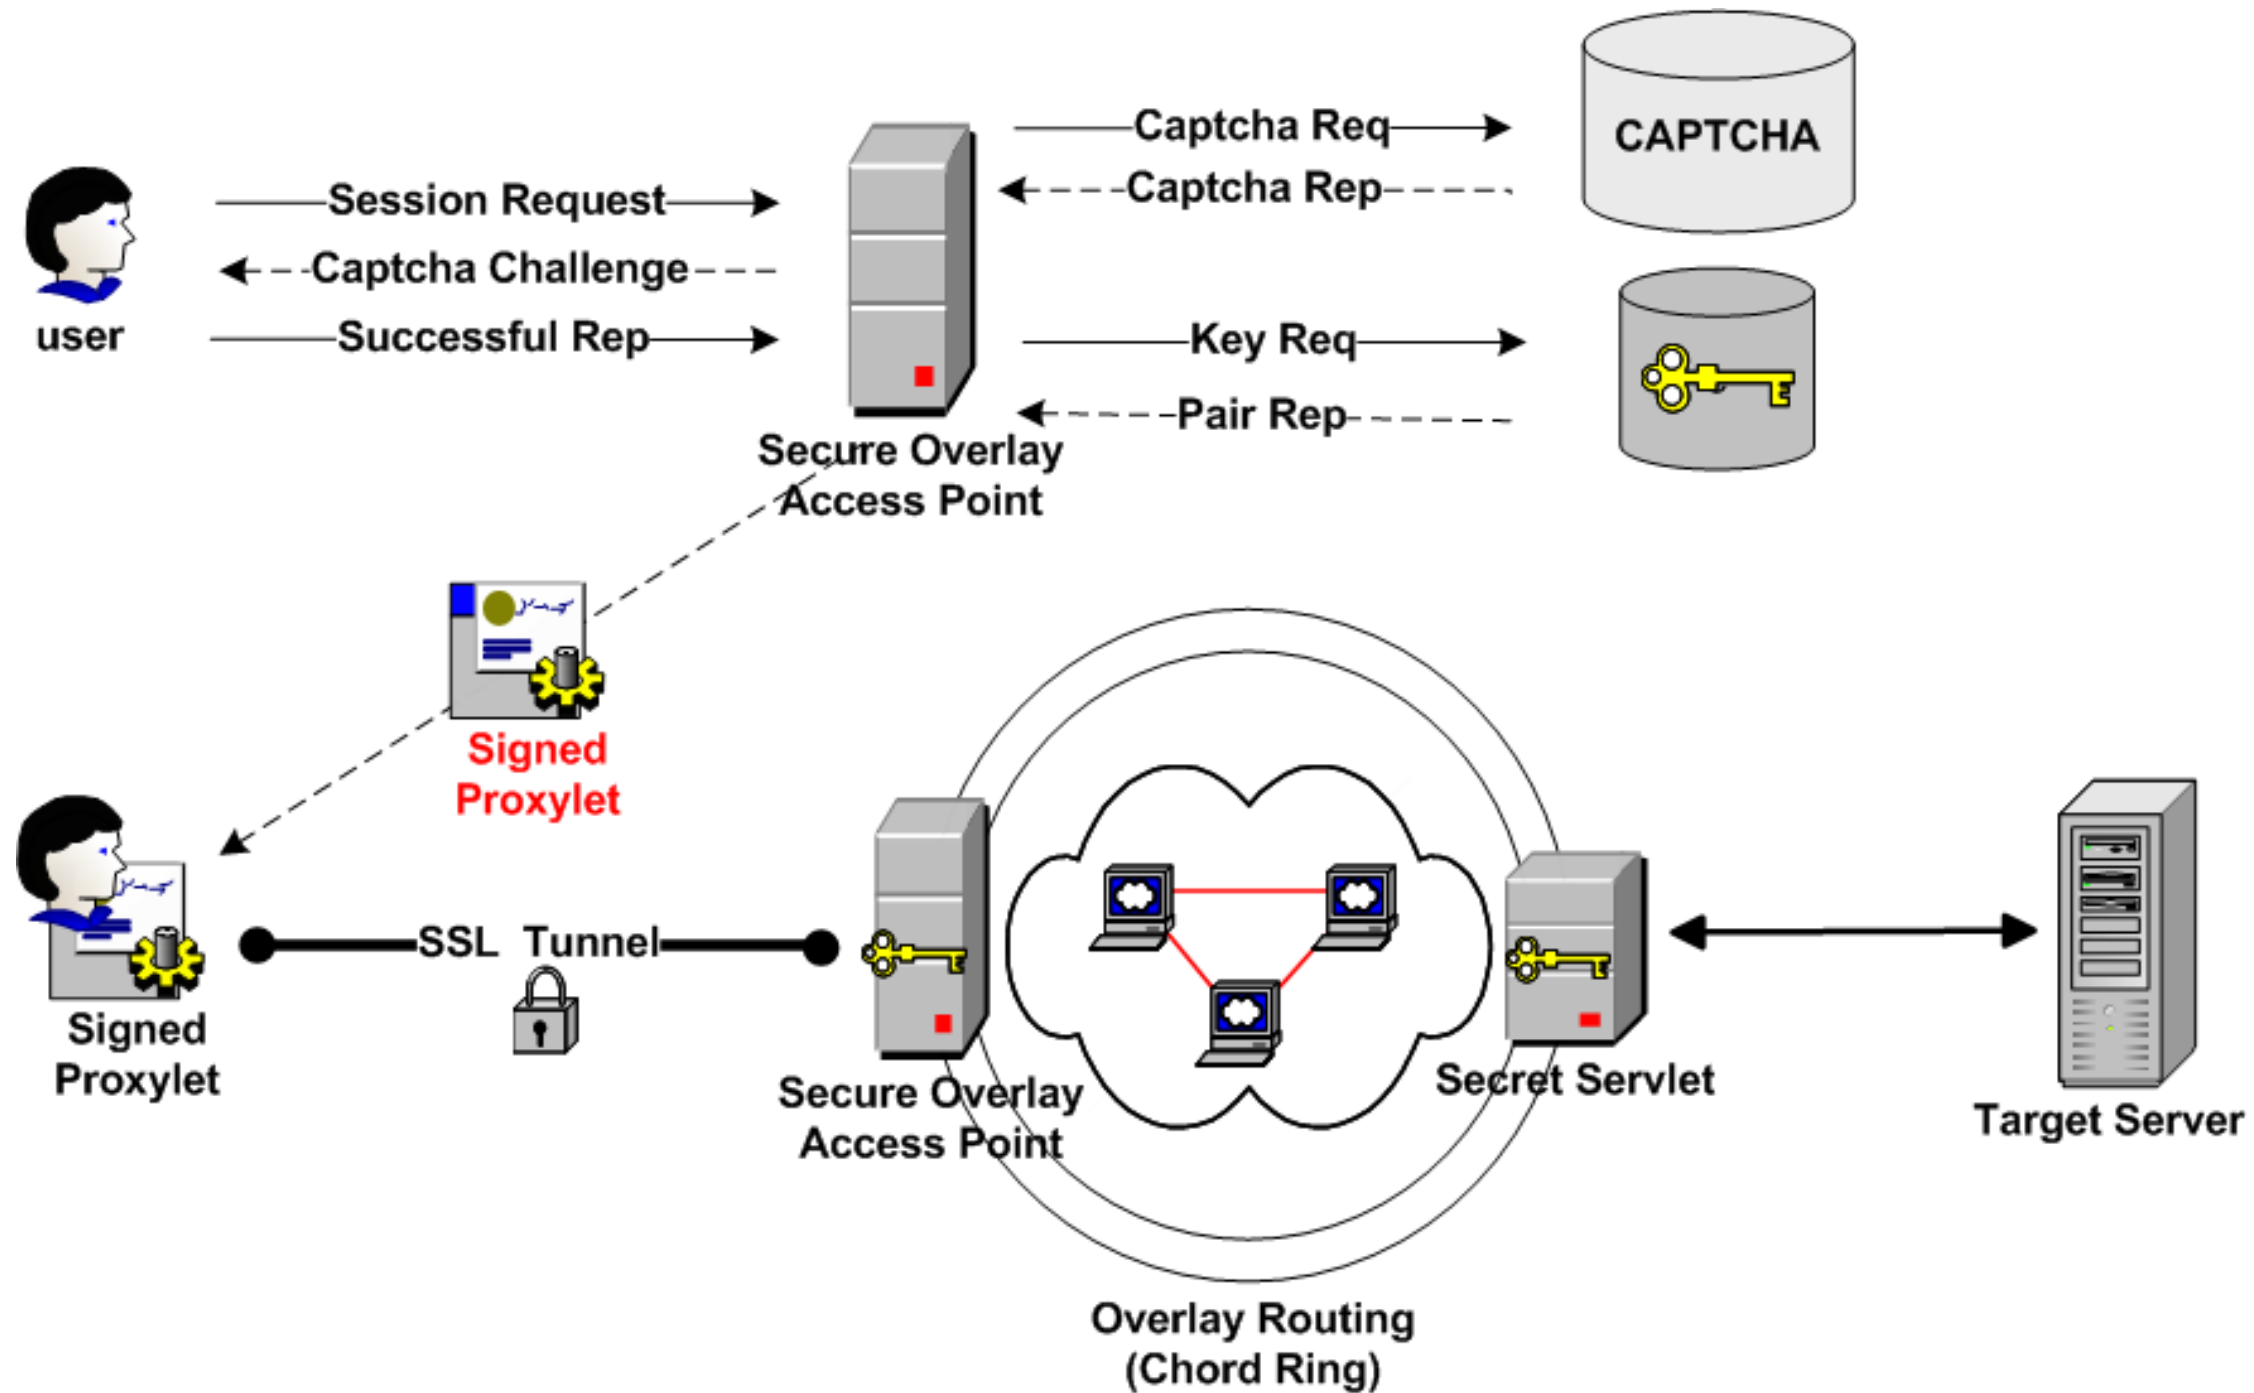 Captcha Req
CAPTCHA
Captcha Rep
Session Request
Captcha Challenge
Successful Rep
user
Key Req
Pair Rep
Secure Overlay
Access Point
Signed
Proxylet
SSL Tunnel
Signed
Proxylet
Secure Overlay
Access Point
Secret Servlet
Target Server
Overlay Routing
(Chord Ring)